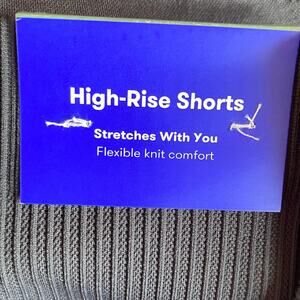 High-Rise Shorts
Stretches With You
Flexible knit comfort